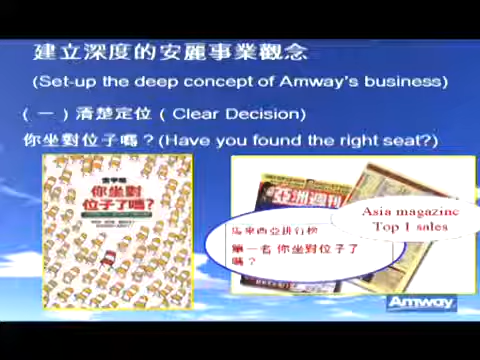 建立深度的安麗事業觀念
(Set-up the deep concept of Amway's business)
( 一 ) 清楚定位 ( Clear Decision)
你坐對位子嗎？(Have you found the right seat?)
你坐對
位子了嗎?
亞洲週刊
馬來西亞排行榜
第一名 你坐對位子了
嗎？
Asia magazine
Top 1 sales
Amway